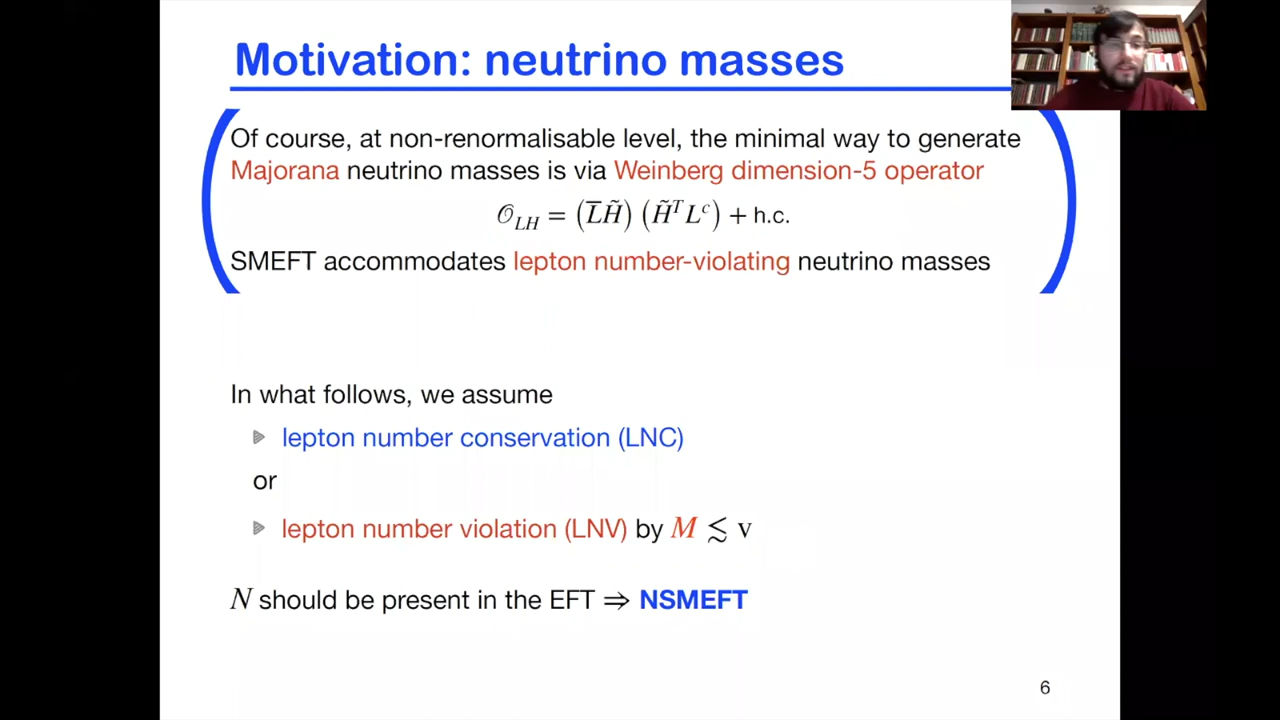 Motivation: neutrino masses
Of course, at non-renormalisable level, the minimal way to generate
Majorana neutrino masses is via Weinberg dimension-5 operator
𝒪_LH = (L̅H̃) (H̃ᵀLᶜ) + h.c.
SMEFT accommodates lepton number-violating neutrino masses
In what follows, we assume
lepton number conservation (LNC)
or
lepton number violation (LNV) by M ≲ v
N should be present in the EFT ⇒ NSMEFT
6